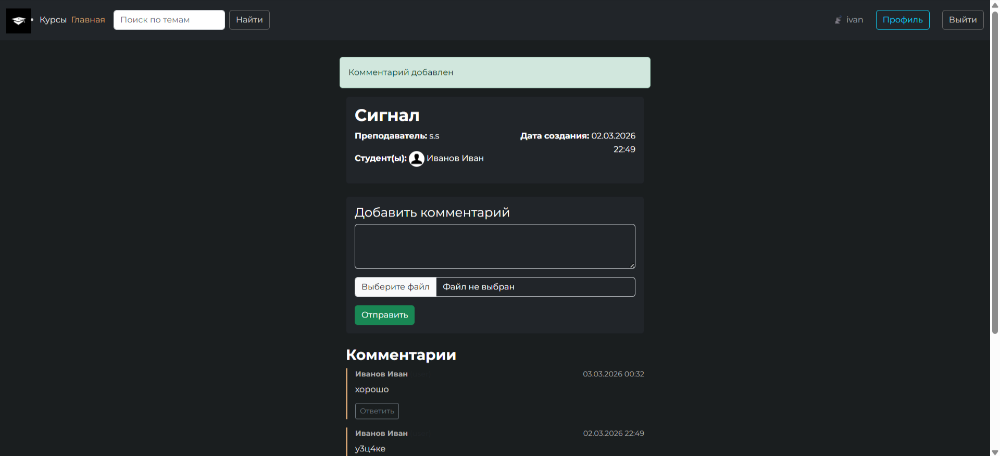 Курсы Главная Поиск по темам Найти ivan Профиль Выйти
Комментарий добавлен
Сигнал
Преподаватель: s.s
Дата создания: 02.03.2026
22:49
Студент(ы): Иванов Иван
Добавить комментарий
Выберите файл Файл не выбран
Отправить
Комментарии
Иванов Иван 03.03.2026 00:32
хорошо
Ответить
Иванов Иван 02.03.2026 22:49
у3ц4ке